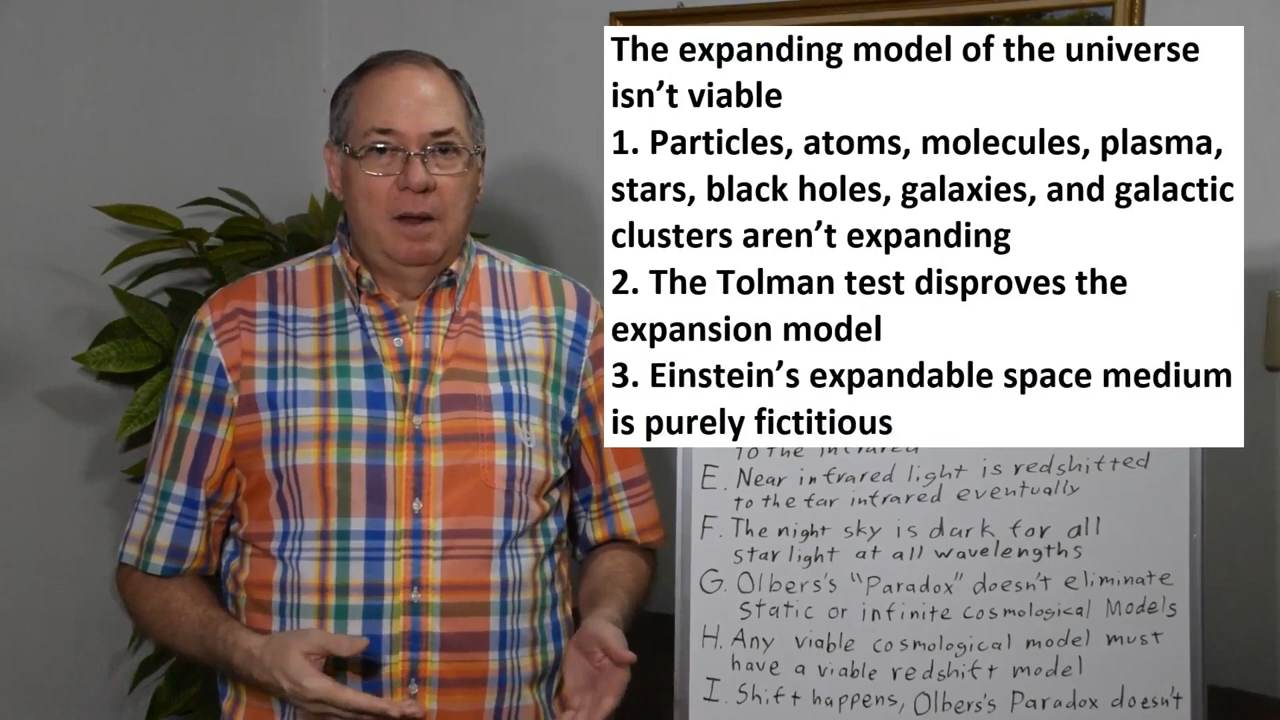 The expanding model of the universe
isn’t viable
1. Particles, atoms, molecules, plasma,
stars, black holes, galaxies, and galactic
clusters aren’t expanding
2. The Tolman test disproves the
expansion model
3. Einstein’s expandable space medium
is purely fictitious
to the infrared
E. Near infrared light is redshifted
to the far infrared eventually
F. The night sky is dark for all
star light at all wavelengths
G. Olbers's "Paradox" doesn't eliminate
static or infinite cosmological Models
H. Any viable cosmological model must
have a viable redshift model
I. Shift happens, Olbers's Paradox doesn't